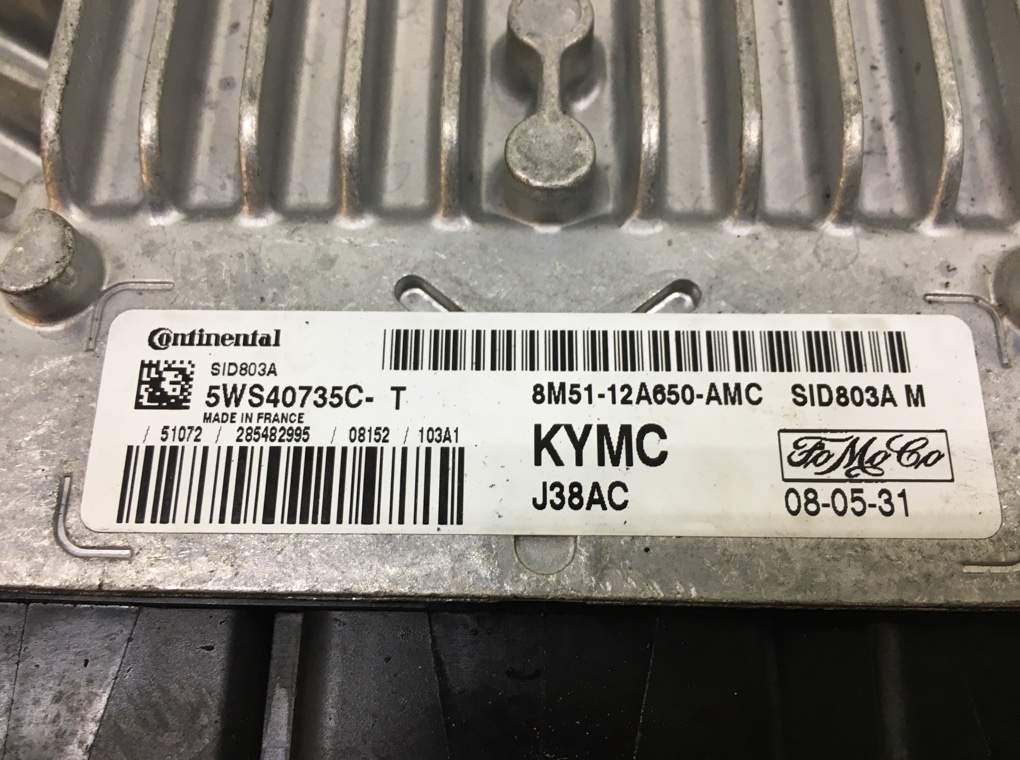 Continental
SID803A
5WS40735C- T
MADE IN FRANCE
/ 51072 / 285482995 / 08152 / 103A1
8M51-12A650-AMC SID803A M
KYMC
FoMoCo
J38AC
08-05-31